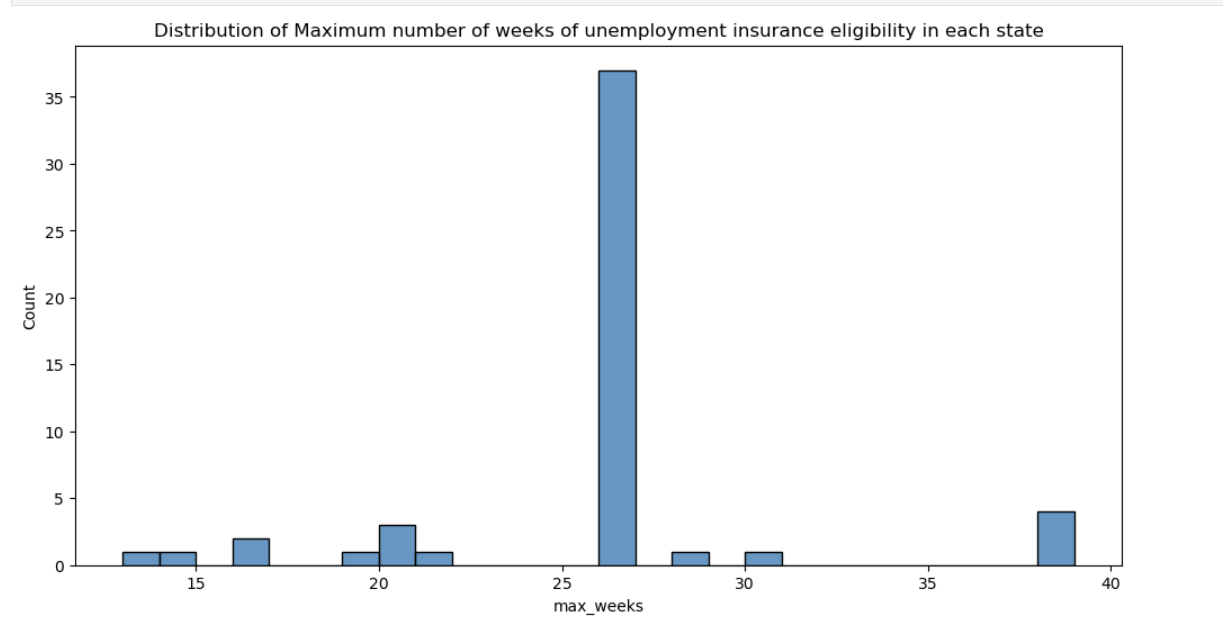 Distribution of Maximum number of weeks of unemployment insurance eligibility in each state
35
30
25
20
15
10
5
0
Count
15 20 25 30 35 40
max_weeks